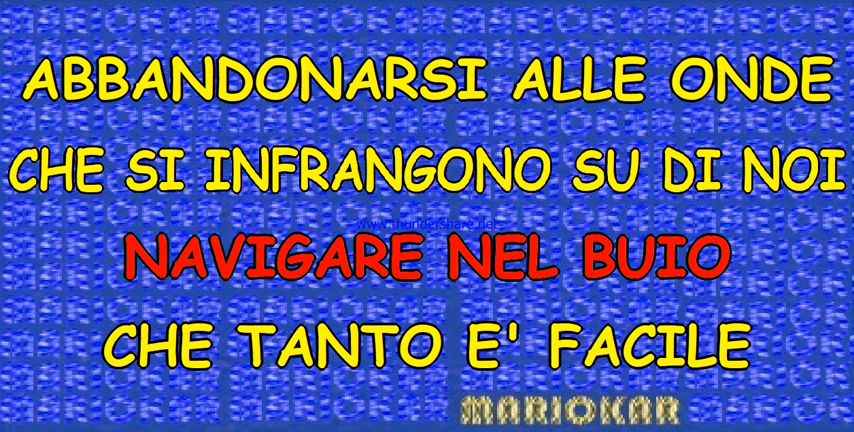 ABBANDONARSI ALLE ONDE
CHE SI INFRANGONO SU DI NOI
www.thundershare.net
NAVIGARE NEL BUIO
CHE TANTO E' FACILE
MARIOKAR